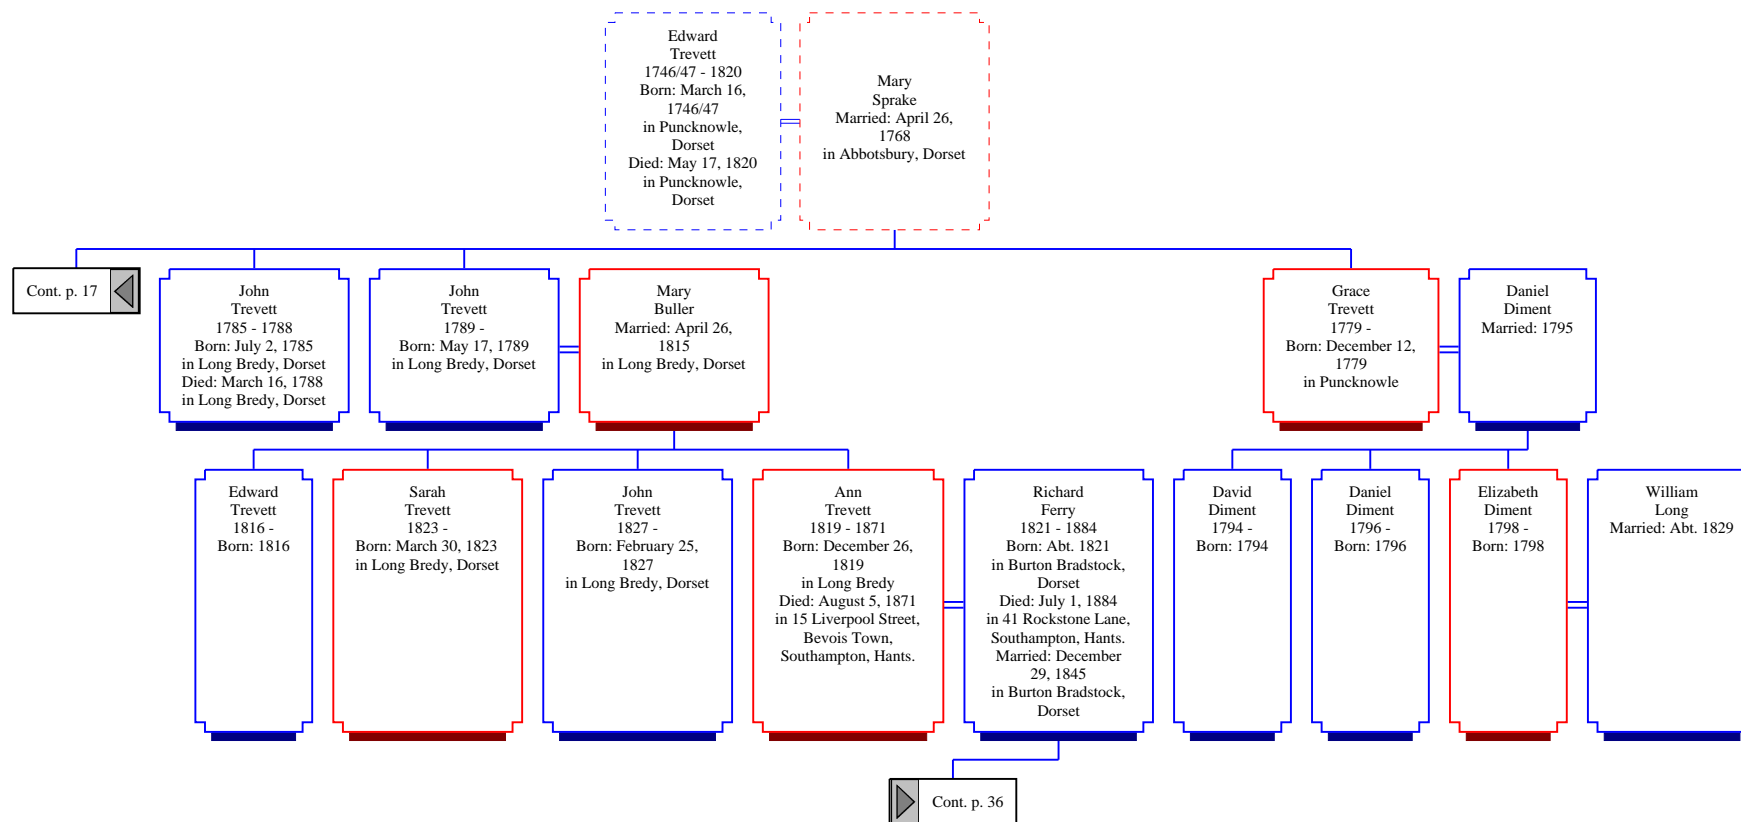 Edward
Trevett
1746/47 - 1820
Born: March 16,
1746/47
in Puncknowle,
Dorset
Died: May 17, 1820
in Puncknowle,
Dorset
Mary
Sprake
Married: April 26,
1768
in Abbotsbury, Dorset
Cont. p. 17
John
Trevett
1785 - 1788
Born: July 2, 1785
in Long Bredy, Dorset
Died: March 16, 1788
in Long Bredy, Dorset
John
Trevett
1789 -
Born: May 17, 1789
in Long Bredy, Dorset
Mary
Buller
Married: April 26,
1815
in Long Bredy, Dorset
Grace
Trevett
1779 -
Born: December 12,
1779
in Puncknowle
Daniel
Diment
Married: 1795
Edward
Trevett
1816 -
Born: 1816
Sarah
Trevett
1823 -
Born: March 30, 1823
in Long Bredy, Dorset
John
Trevett
1827 -
Born: February 25,
1827
in Long Bredy, Dorset
Ann
Trevett
1819 - 1871
Born: December 26,
1819
in Long Bredy
Died: August 5, 1871
in 15 Liverpool Street,
Bevois Town,
Southampton, Hants.
Richard
Ferry
1821 - 1884
Born: Abt. 1821
in Burton Bradstock,
Dorset
Died: July 1, 1884
in 41 Rockstone Lane,
Southampton, Hants.
Married: December
29, 1845
in Burton Bradstock,
Dorset
David
Diment
1794 -
Born: 1794
Daniel
Diment
1796 -
Born: 1796
Elizabeth
Diment
1798 -
Born: 1798
William
Long
Married: Abt. 1829
Cont. p. 36